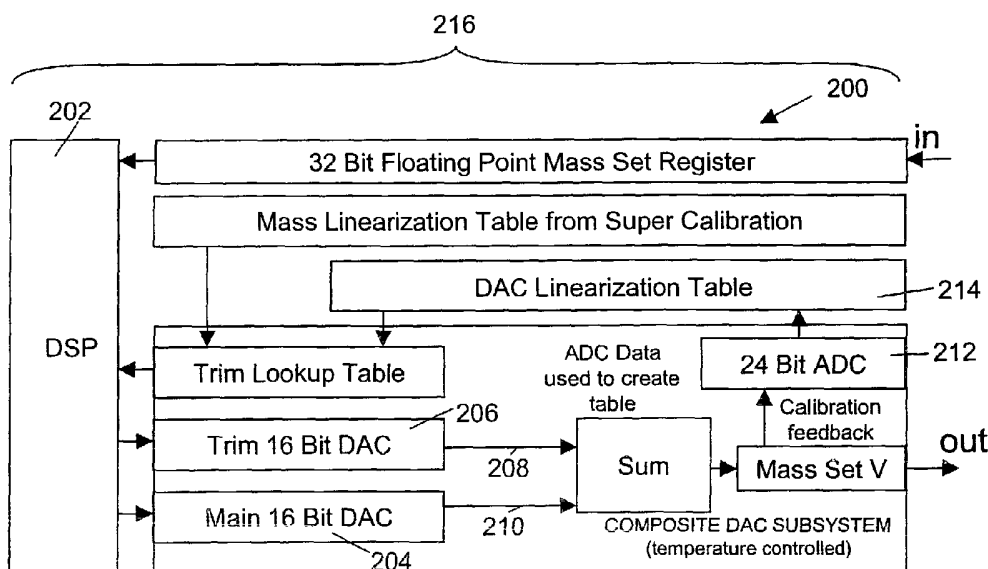 216
202
200
in
32 Bit Floating Point Mass Set Register
Mass Linearization Table from Super Calibration
DAC Linearization Table
214
DSP
Trim Lookup Table
ADC Data
used to create
table
24 Bit ADC
212
206
Calibration
feedback
Trim 16 Bit DAC
208
Sum
Mass Set V
out
Main 16 Bit DAC
210
204
COMPOSITE DAC SUBSYSTEM
(temperature controlled)